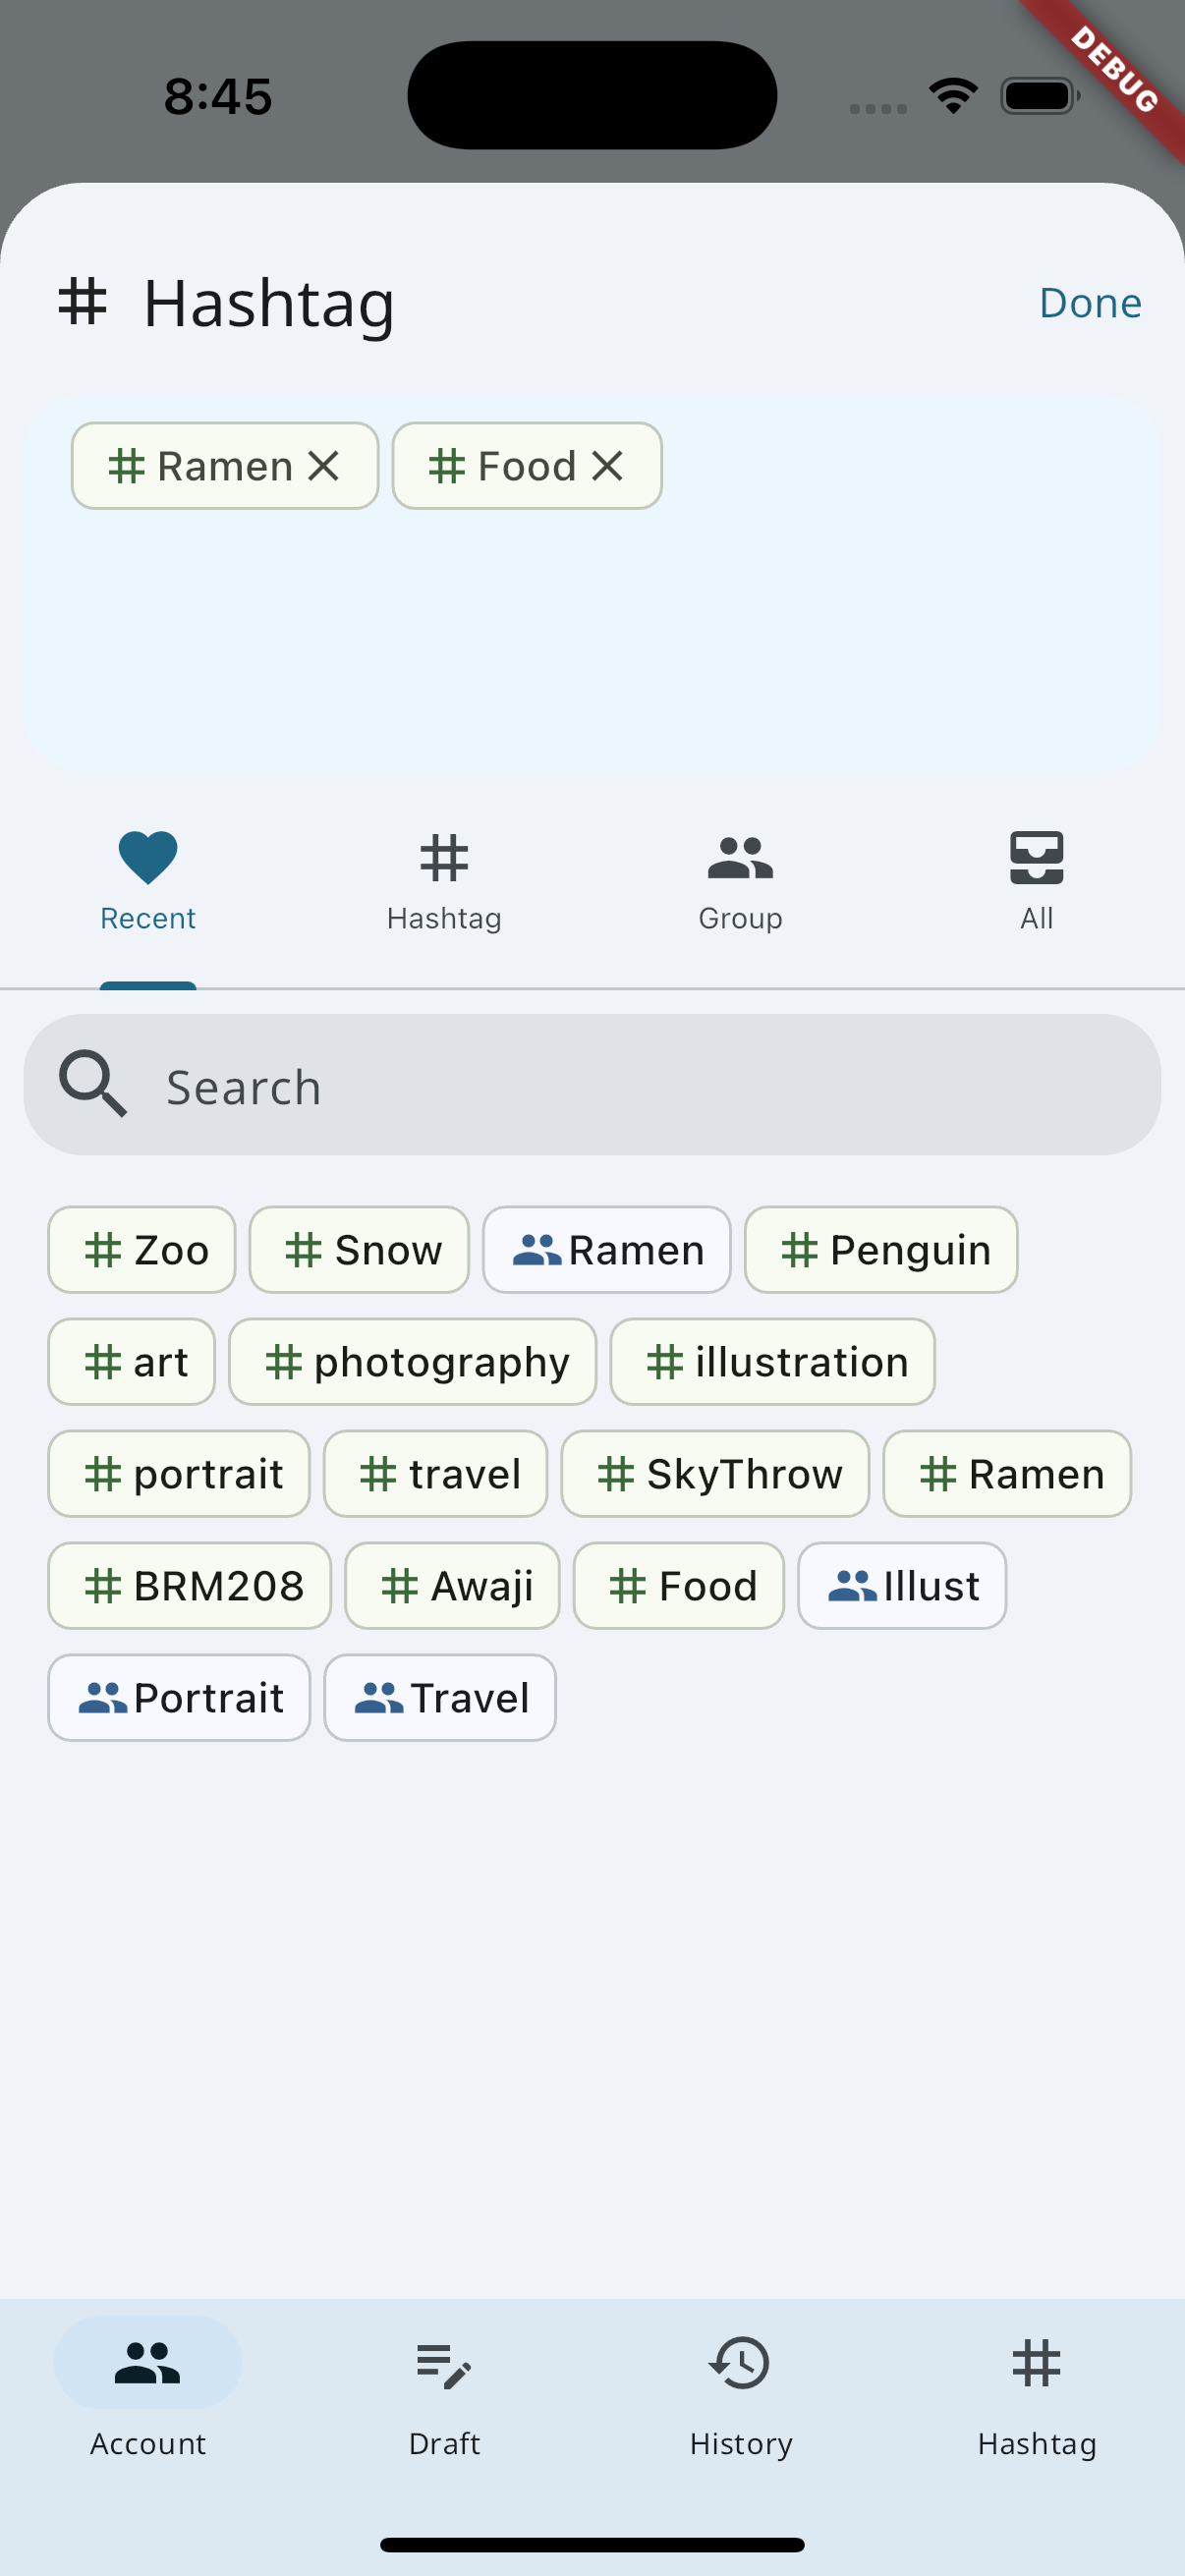 8:45
DEBUG
# Hashtag
Done
# Ramen × # Food ×
Recent Hashtag Group All
Search
# Zoo # Snow Ramen # Penguin
# art # photography # illustration
# portrait # travel # SkyThrow # Ramen
# BRM208 # Awaji # Food Illust
Portrait Travel
Account Draft History Hashtag